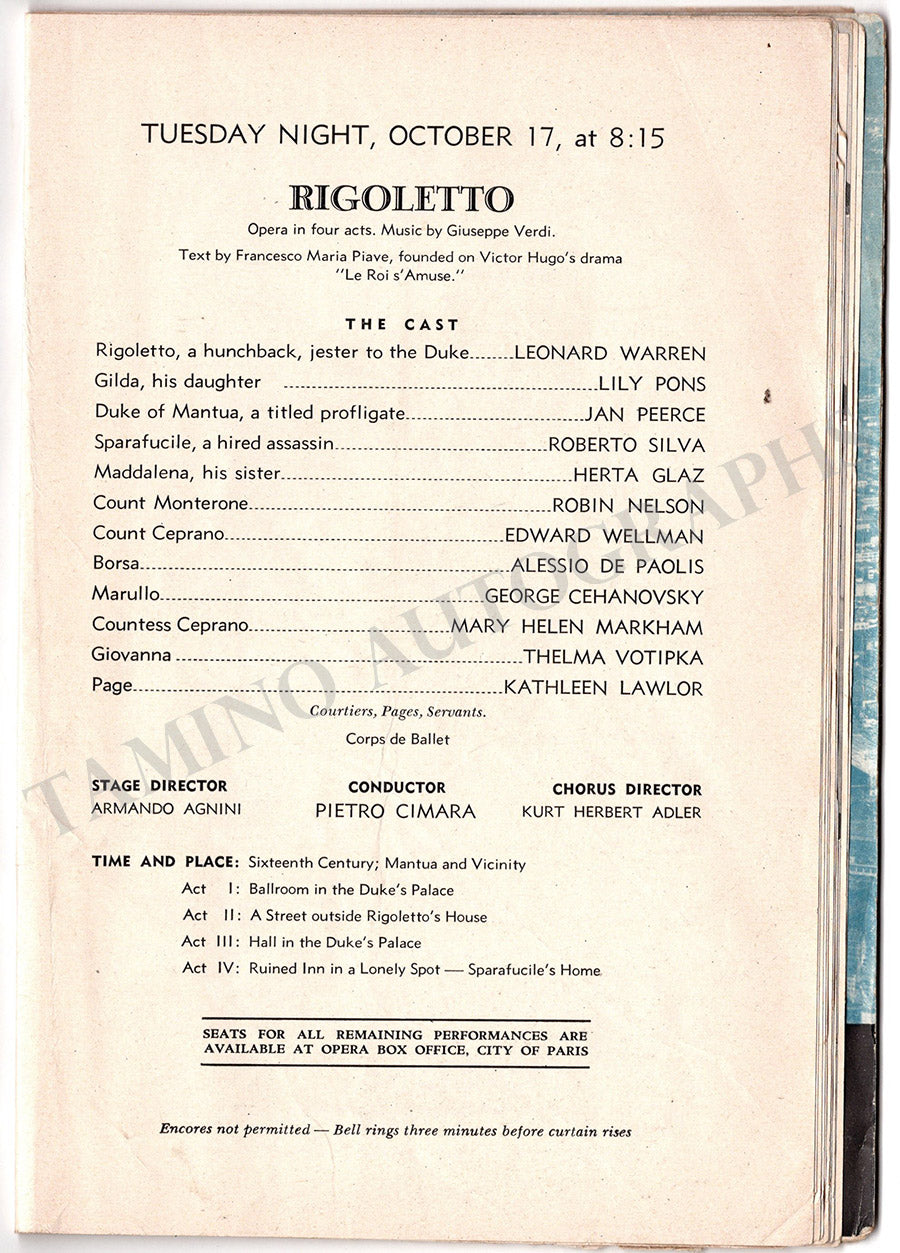 TUESDAY NIGHT, OCTOBER 17, at 8:15
RIGOLETTO
Opera in four acts. Music by Giuseppe Verdi.
Text by Francesco Maria Piave, founded on Victor Hugo's drama
"Le Roi s'Amuse."
THE CAST
Rigoletto, a hunchback, jester to the Duke.......LEONARD WARREN
Gilda, his daughter ..........LILY PONS
Duke of Mantua, a titled profligate..........JAN PEERCE
Sparafucile, a hired assassin..........ROBERTO SILVA
Maddalena, his sister..........HERTA GLAZ
Count Monterone..........ROBIN NELSON
Count Ceprano..........EDWARD WELLMAN
Borsa..........ALESSIO DE PAOLIS
Marullo..........GEORGE CEHANOVSKY
Countess Ceprano..........MARY HELEN MARKHAM
Giovanna..........THELMA VOTIPKA
Page..........KATHLEEN LAWLOR
Courtiers, Pages, Servants.
Corps de Ballet
STAGE DIRECTOR CONDUCTOR CHORUS DIRECTOR
ARMANDO AGNINI PIETRO CIMARA KURT HERBERT ADLER
TIME AND PLACE: Sixteenth Century; Mantua and Vicinity
Act I: Ballroom in the Duke's Palace
Act II: A Street outside Rigoletto's House
Act III: Hall in the Duke's Palace
Act IV: Ruined Inn in a Lonely Spot — Sparafucile's Home
SEATS FOR ALL REMAINING PERFORMANCES ARE
AVAILABLE AT OPERA BOX OFFICE, CITY OF PARIS
Encores not permitted — Bell rings three minutes before curtain rises
TAMINO AUTOGRAPHS